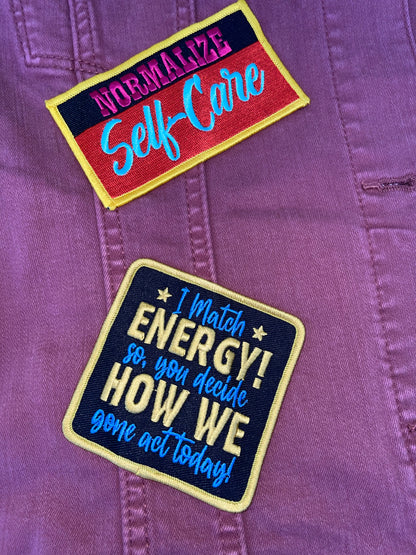 NORMALIZE
Self-Care
I Match
ENERGY!
so, you decide
HOW WE
gone act today!